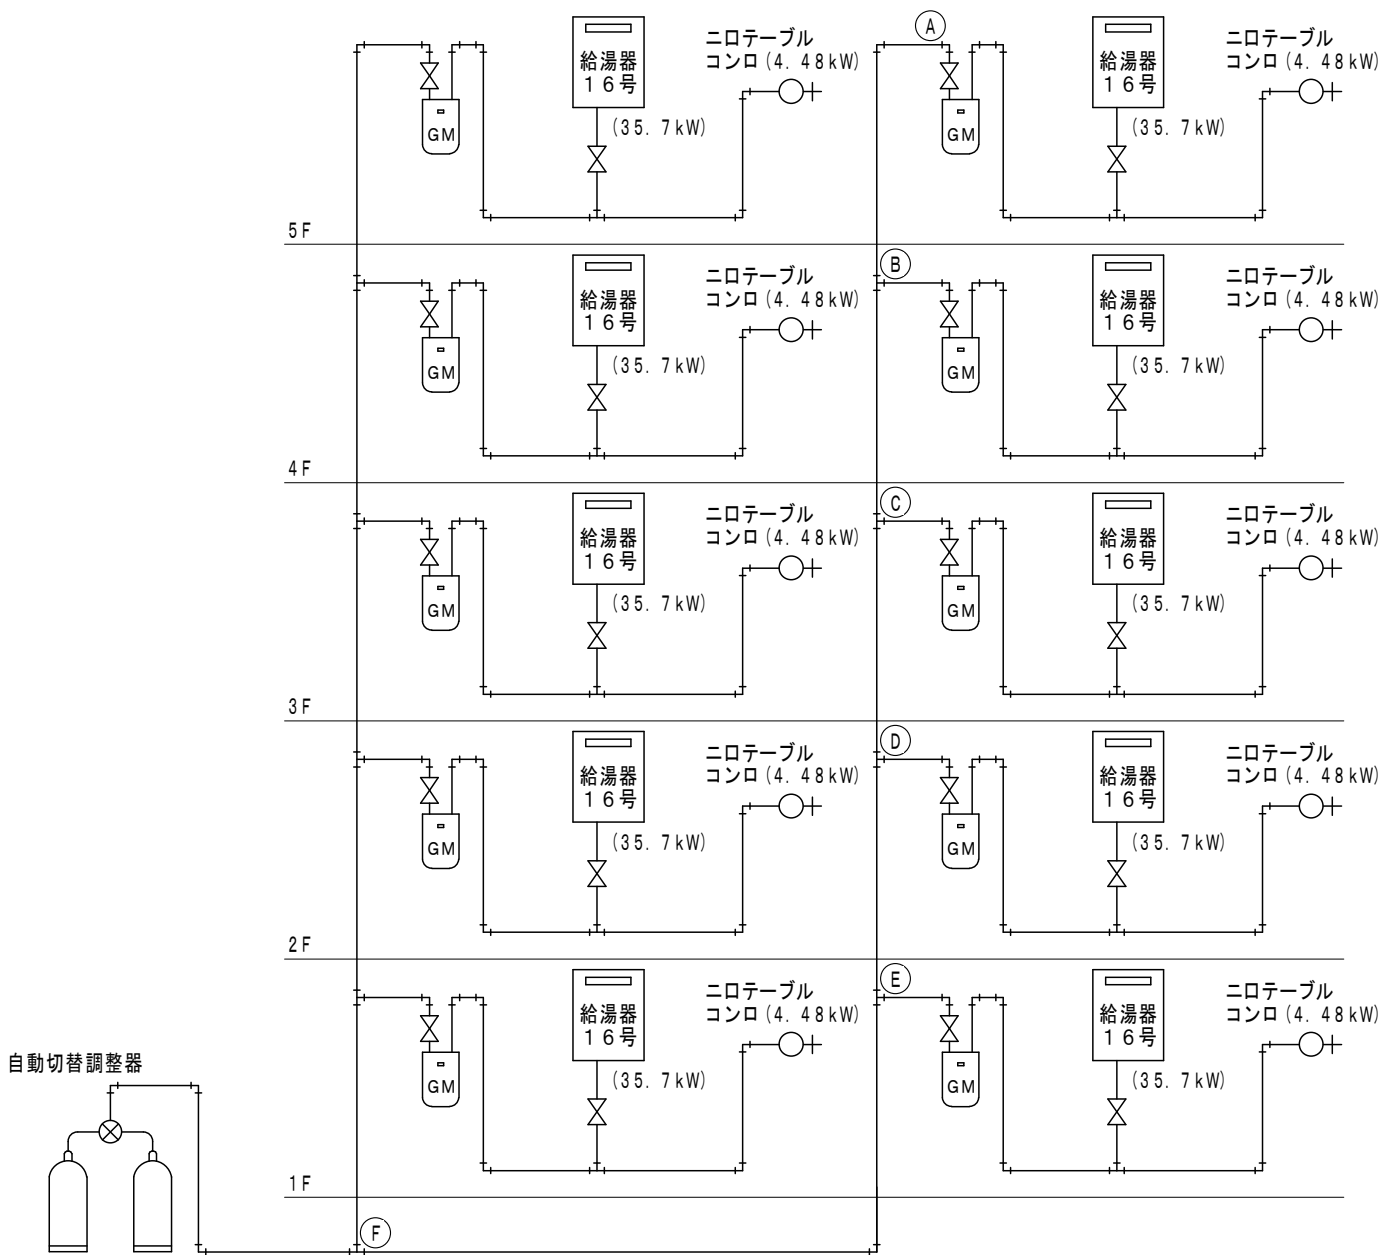 Ⓐ
給湯器
16号
二ロテーブル
コンロ(4. 48kW)
給湯器
16号
二ロテーブル
コンロ(4. 48kW)
GM
(35. 7kW)
GM
(35. 7kW)
5F
Ⓑ
給湯器
16号
二ロテーブル
コンロ(4. 48kW)
給湯器
16号
二ロテーブル
コンロ(4. 48kW)
GM
(35. 7kW)
GM
(35. 7kW)
4F
Ⓒ
給湯器
16号
二ロテーブル
コンロ(4. 48kW)
給湯器
16号
二ロテーブル
コンロ(4. 48kW)
GM
(35. 7kW)
GM
(35. 7kW)
3F
Ⓓ
給湯器
16号
二ロテーブル
コンロ(4. 48kW)
給湯器
16号
二ロテーブル
コンロ(4. 48kW)
GM
(35. 7kW)
GM
(35. 7kW)
2F
Ⓔ
給湯器
16号
二ロテーブル
コンロ(4. 48kW)
給湯器
16号
二ロテーブル
コンロ(4. 48kW)
GM
(35. 7kW)
GM
(35. 7kW)
自動切替調整器
1F
Ⓕ